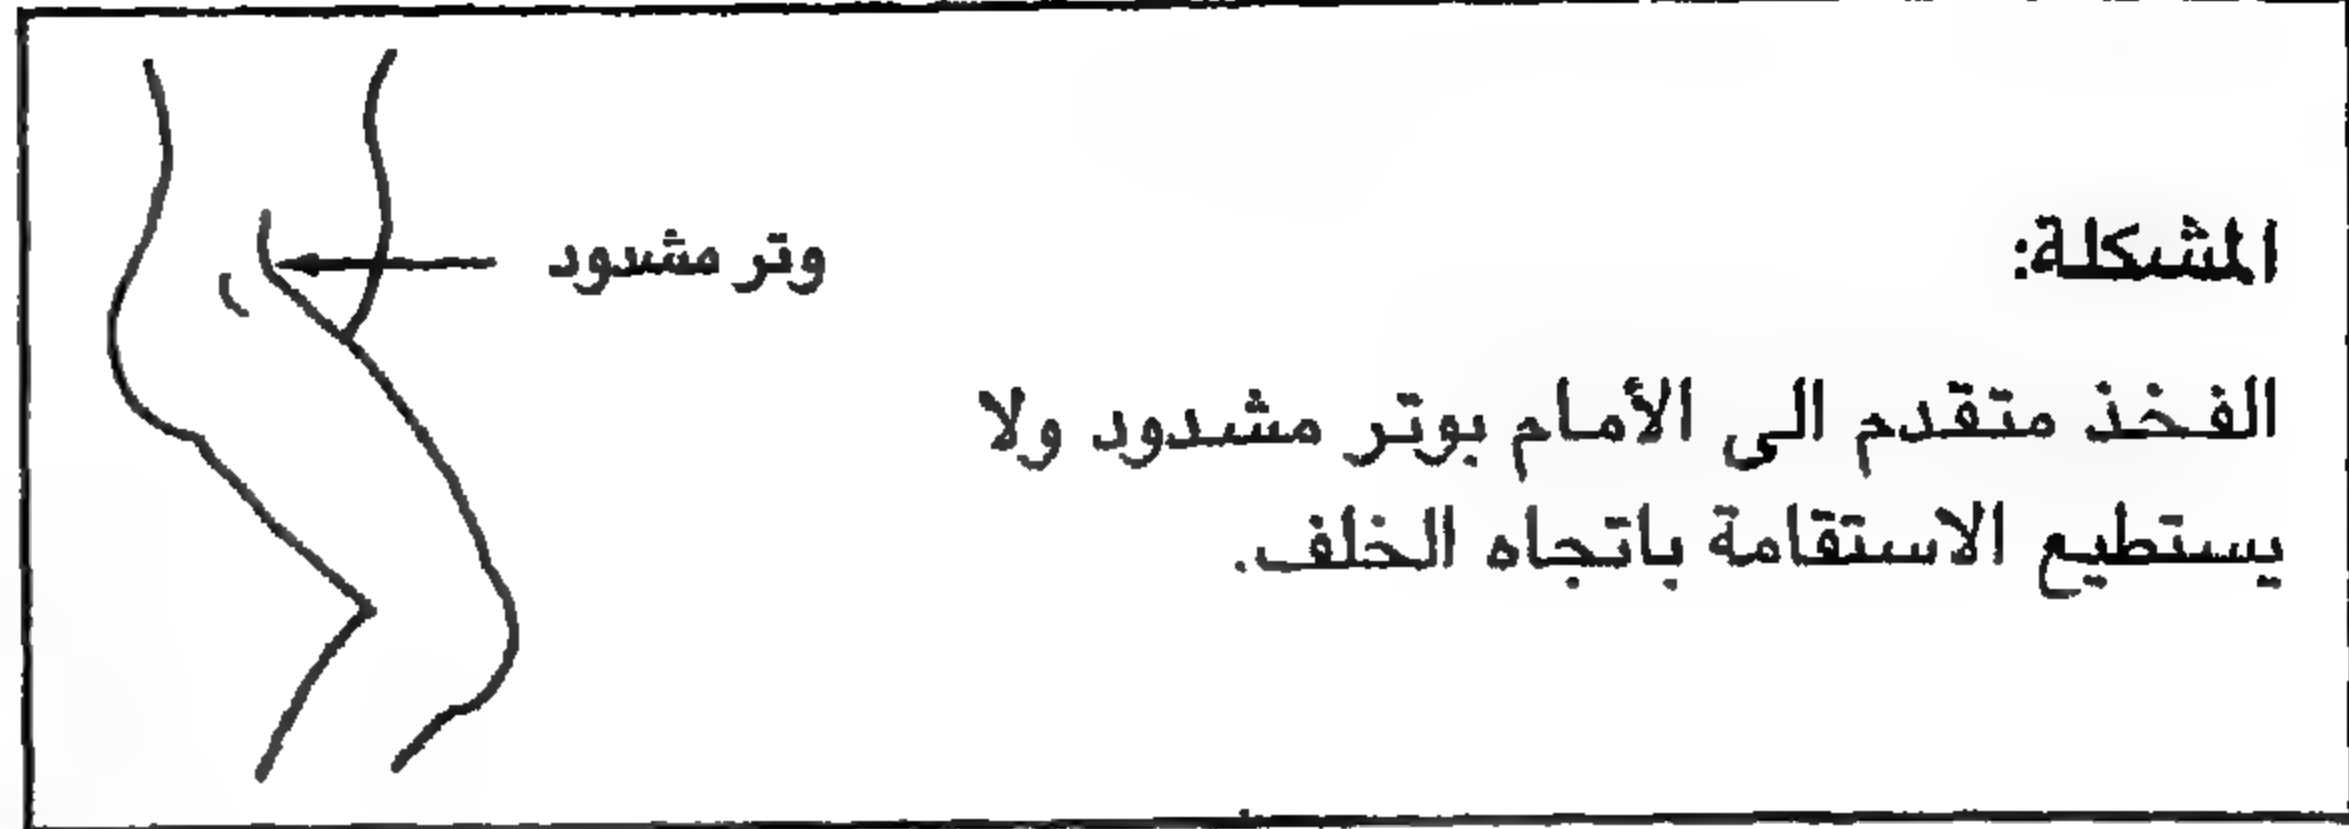 المشكلة:
وتر مشدود
الفخذ متقدم الى الأمام بوتر مشدود ولا
يستطيع الاستقامة باتجاه الخلف.